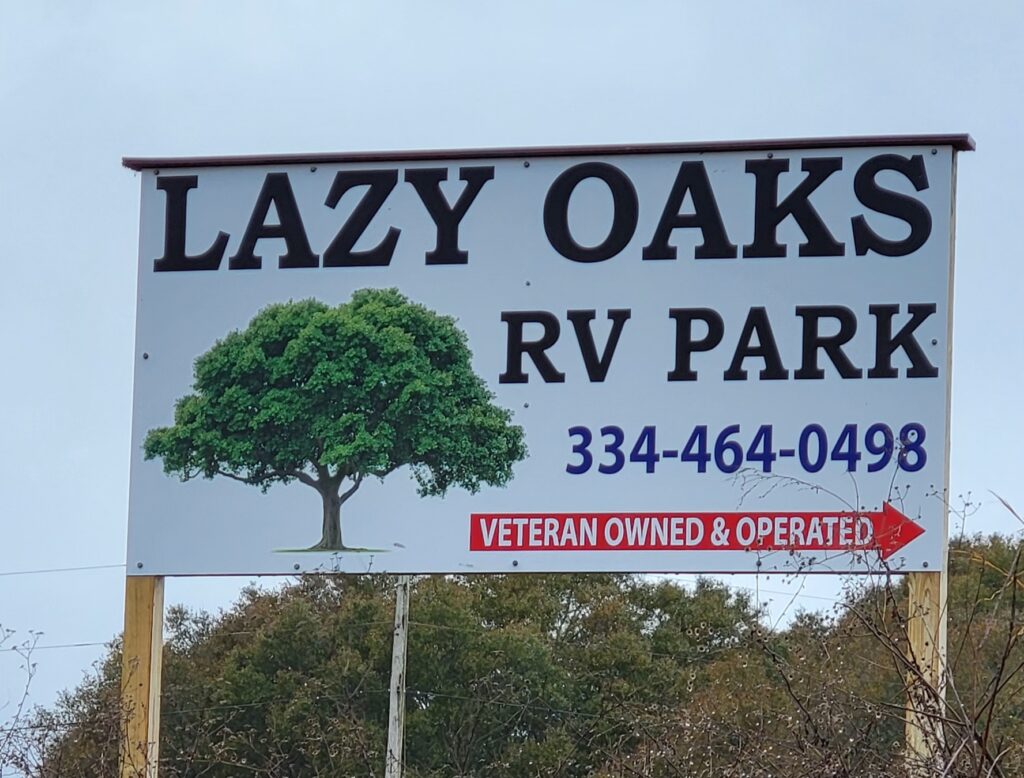 LAZY OAKS
RV PARK
334-464-0498
VETERAN OWNED & OPERATED